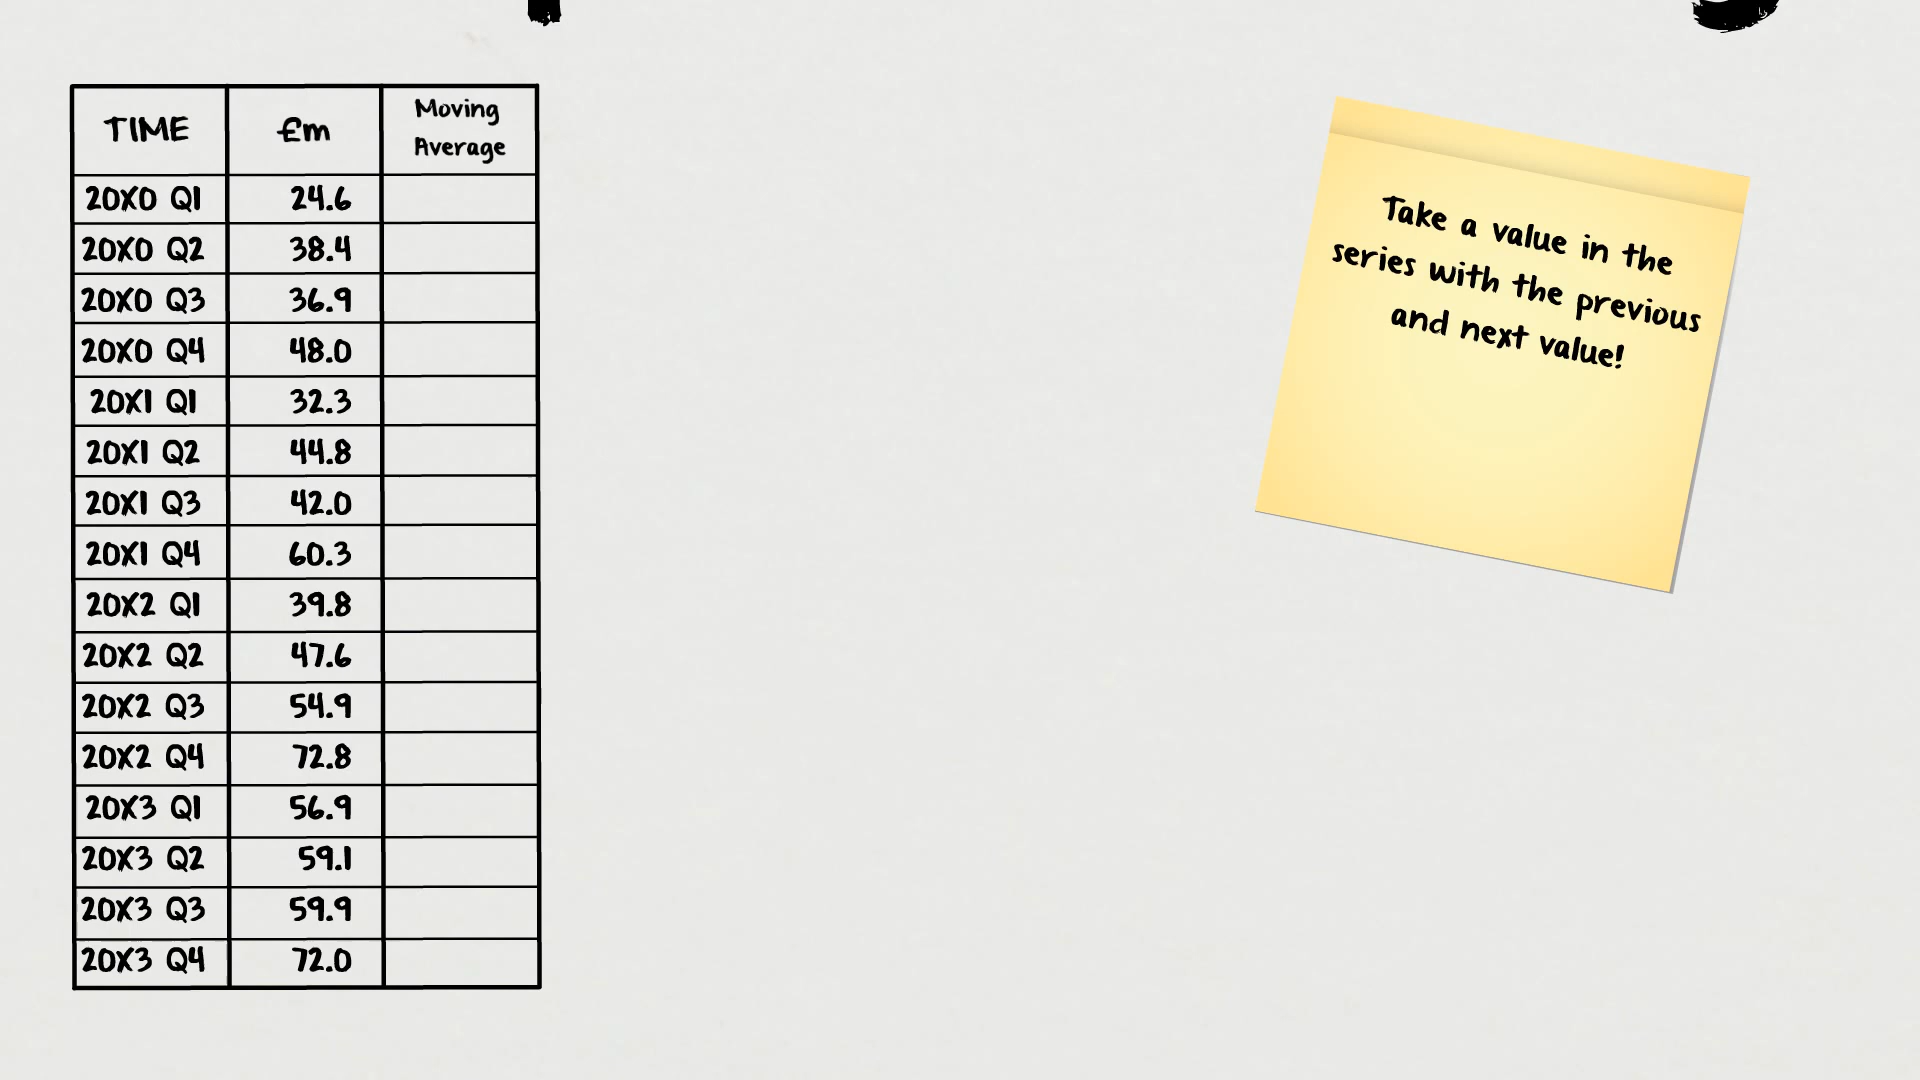 TIME £m Moving Average
20X0 Q1 24.6
20X0 Q2 38.4
20X0 Q3 36.9
20X0 Q4 48.0
20X1 Q1 32.3
20X1 Q2 44.8
20X1 Q3 42.0
20X1 Q4 60.3
20X2 Q1 39.8
20X2 Q2 47.6
20X2 Q3 54.9
20X2 Q4 72.8
20X3 Q1 56.9
20X3 Q2 59.1
20X3 Q3 59.9
20X3 Q4 72.0
Take a value in the
series with the previous
and next value!